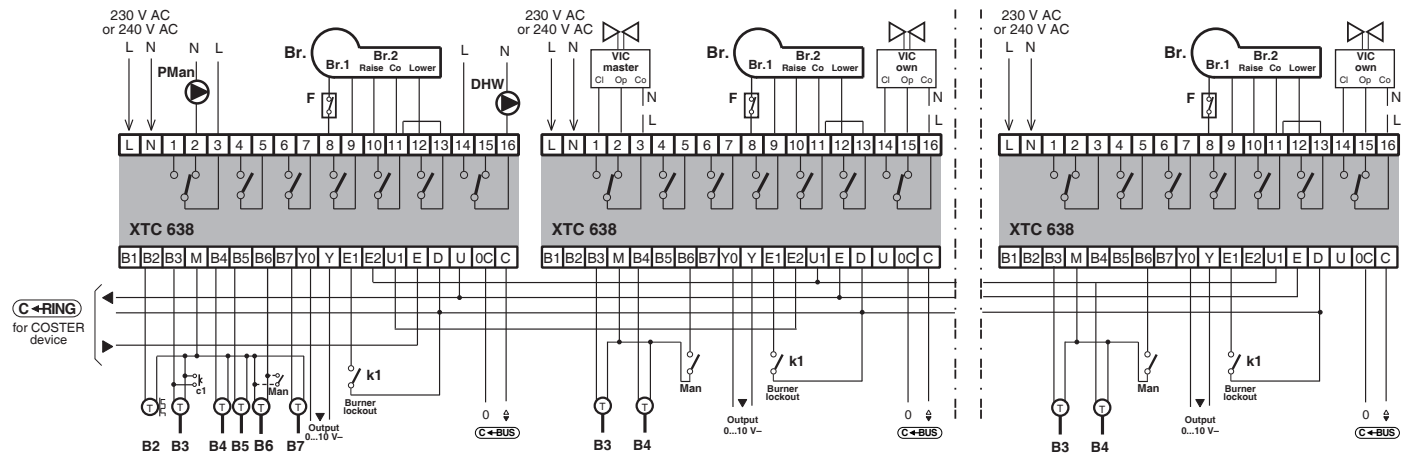 230 V AC
or 240 V AC
L N
N L
PMan
Br.
Br.1
Br.2
Raise Co Lower
F
L N
DHW
L N 1 2 3 4 5 6 7 8 9 10 11 12 13 14 15 16
XTC 638
B1 B2 B3 M B4 B5 B6 B7 Y0 Y E1 E2 U1 E D U 0C C
230 V AC
or 240 V AC
L N
VIC
master
Cl Op Co
N
L
Br.
Br.1
Br.2
Raise Co Lower
F
VIC
own
Cl Op Co
N
L
L N 1 2 3 4 5 6 7 8 9 10 11 12 13 14 15 16
XTC 638
B1 B2 B3 M B4 B5 B6 B7 Y0 Y E1 E2 U1 E D U 0C C
230 V AC
or 240 V AC
L N
Br.
Br.1
Br.2
Raise Co Lower
F
VIC
own
Cl Op Co
N
L
L N 1 2 3 4 5 6 7 8 9 10 11 12 13 14 15 16
XTC 638
B1 B2 B3 M B4 B5 B6 B7 Y0 Y E1 E2 U1 E D U 0C C
C RING
for COSTER
device
c1
Man
k1
Burner
lockout
T T T T T T
B2 B3 B4 B5 B6 B7
Output
0...10 V–
0
C BUS
Man
k1
Burner
lockout
T T
B3 B4
Output
0...10 V–
0
C BUS
Man
k1
Burner
lockout
T T
B3 B4
Output
0...10 V–
0
C BUS